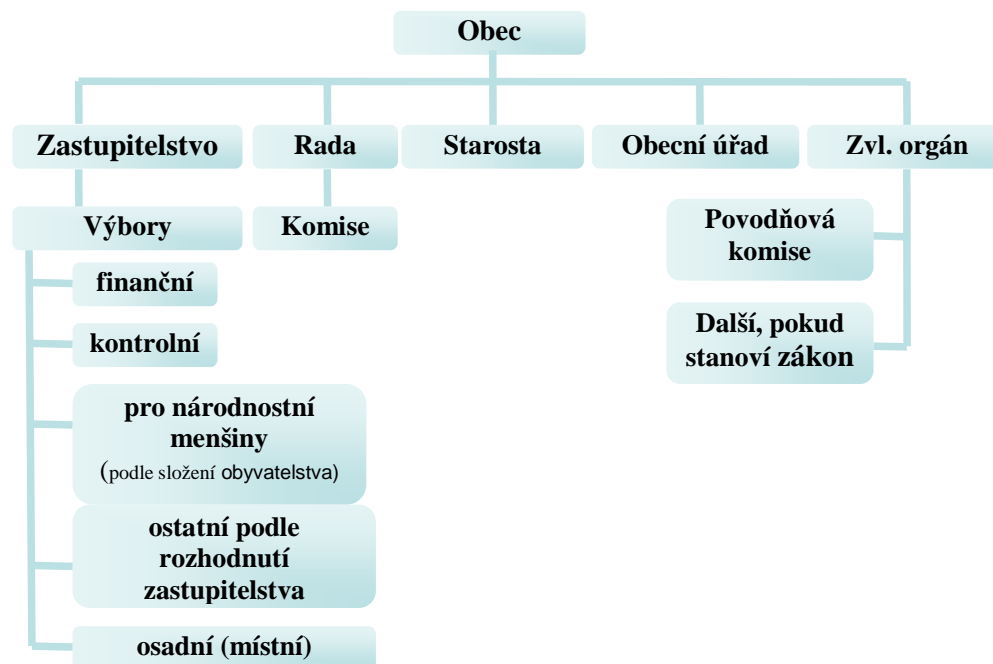 Obec
Zastupitelstvo
Rada
Starosta
Obecní úřad
Zvl. orgán
Výbory
Komise
Povodňová
komise
finanční
kontrolní
Další, pokud
stanoví zákon
pro národnostní
menšiny
(podle složení obyvatelstva)
ostatní podle
rozhodnutí
zastupitelstva
osadní (místní)